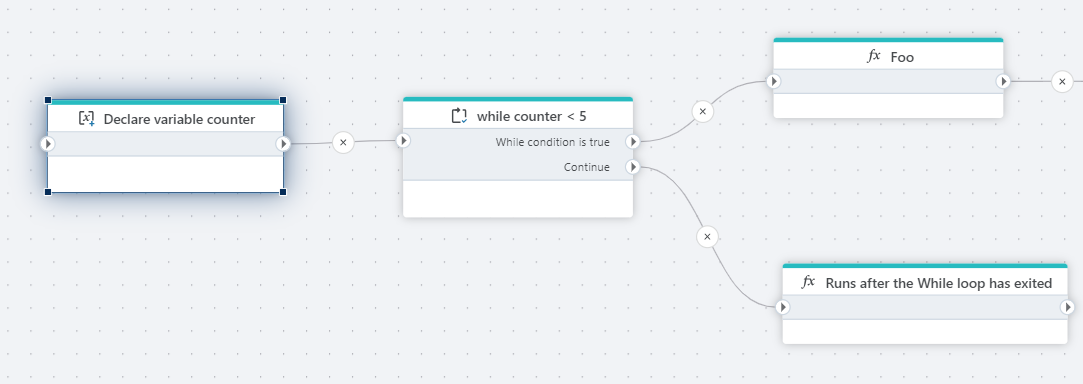 fx Foo
[x] Declare variable counter
while counter < 5
While condition is true
Continue
fx Runs after the While loop has exited